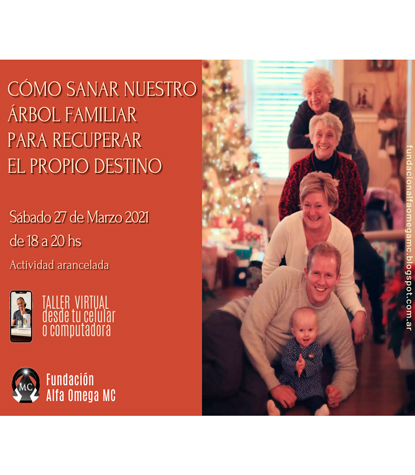 CÓMO SANAR NUESTRO
ÁRBOL FAMILIAR
PARA RECUPERAR
EL PROPIO DESTINO
Sábado 27 de Marzo 2021
de 18 a 20 hs
Actividad arancelada
TALLER VIRTUAL
desde tu celular
o computadora
MC
Fundación
Alfa Omega MC
fundacionalfaomegamc.blogspot.com.ar